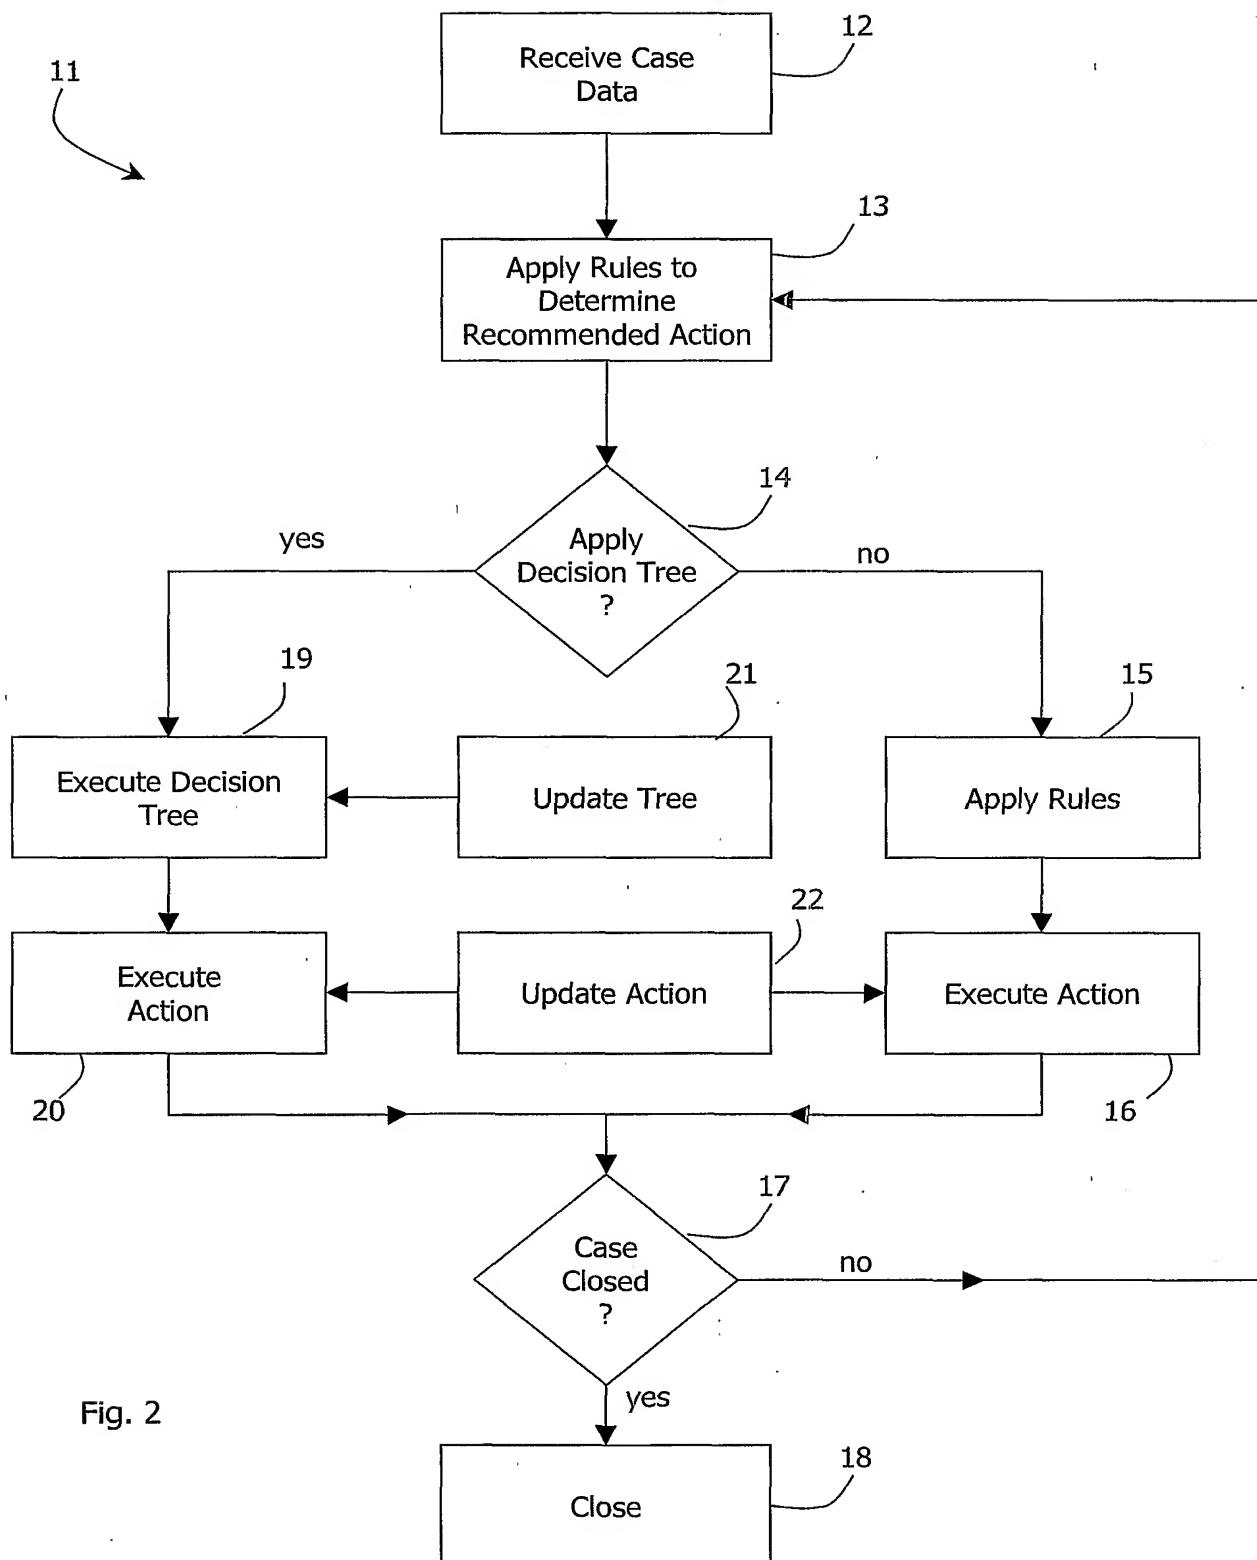 12
Receive Case
Data
11
13
Apply Rules to
Determine
Recommended Action
14
yes
Apply
Decision Tree
?
no
19
21
15
Execute Decision
Tree
Update Tree
Apply Rules
22
Execute
Action
Update Action
Execute Action
20
16
17
Case
Closed
?
no
yes
Fig. 2
18
Close